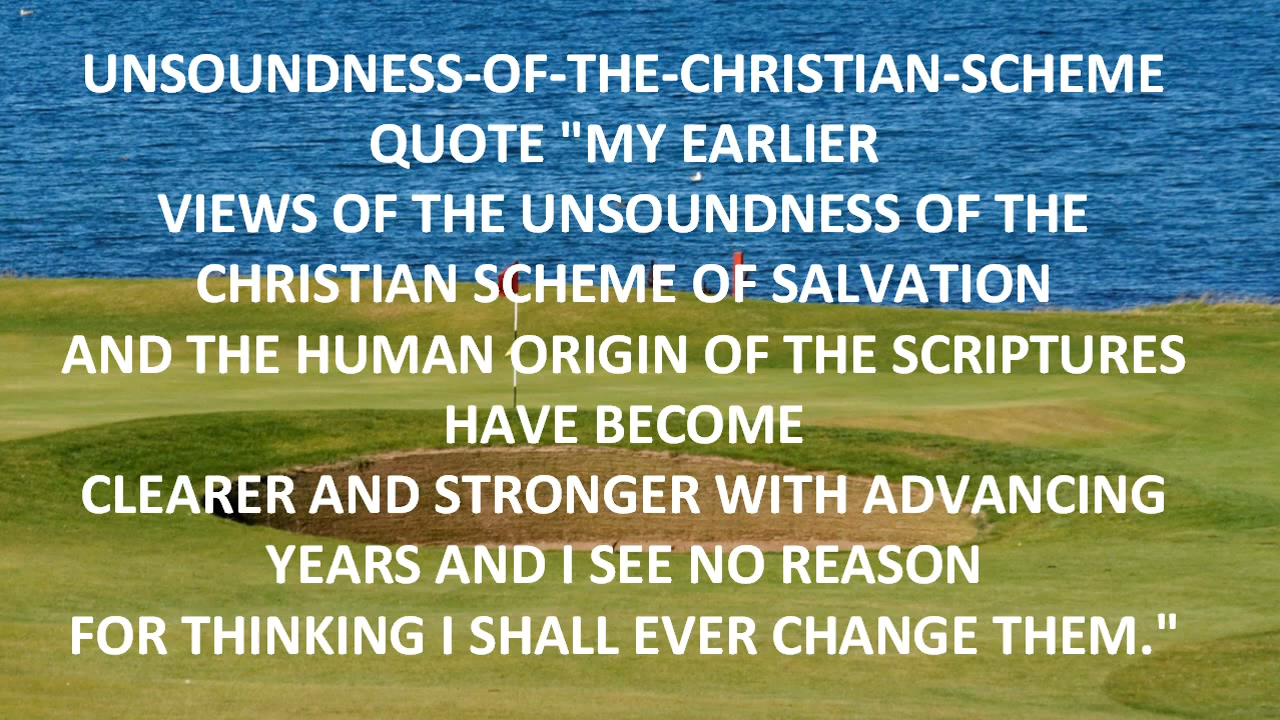 UNSOUNDNESS-OF-THE-CHRISTIAN-SCHEME
QUOTE "MY EARLIER
VIEWS OF THE UNSOUNDNESS OF THE
CHRISTIAN SCHEME OF SALVATION
AND THE HUMAN ORIGIN OF THE SCRIPTURES
HAVE BECOME
CLEARER AND STRONGER WITH ADVANCING
YEARS AND I SEE NO REASON
FOR THINKING I SHALL EVER CHANGE THEM."